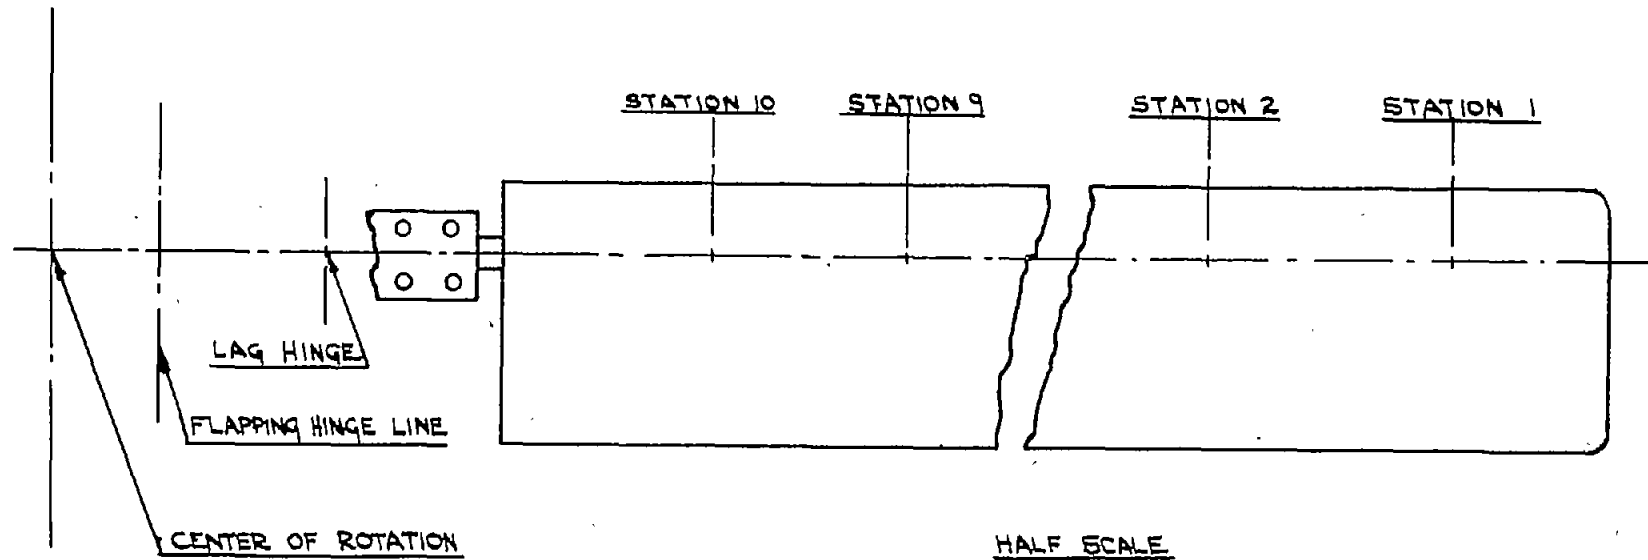 STATION 10
STATION 9
STATION 2
STATION 1
LAG HINGE
FLAPPING HINGE LINE
CENTER OF ROTATION
HALF SCALE